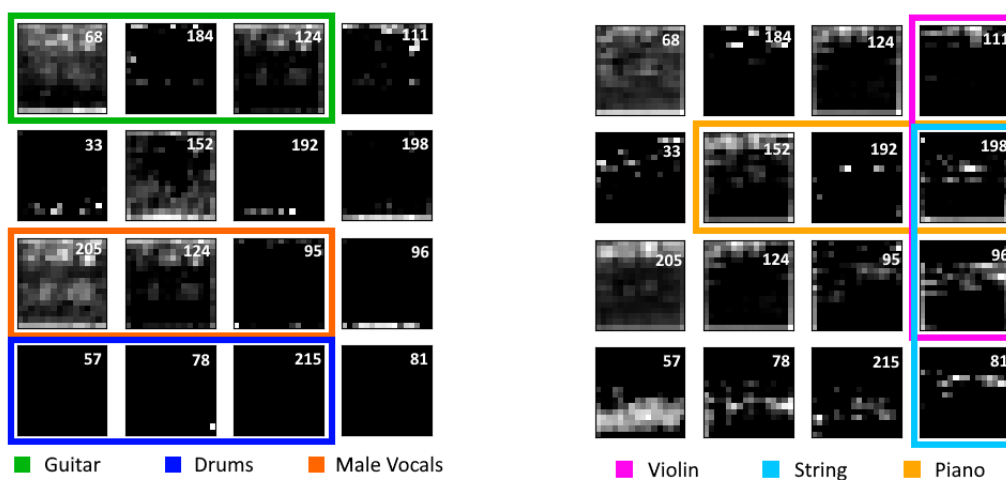 68 184 124 111
33 152 192 198
205 124 95 96
57 78 215 81
Guitar Drums Male Vocals
68 184 124 111
33 152 192 198
205 124 95 96
57 78 215 81
Violin String Piano